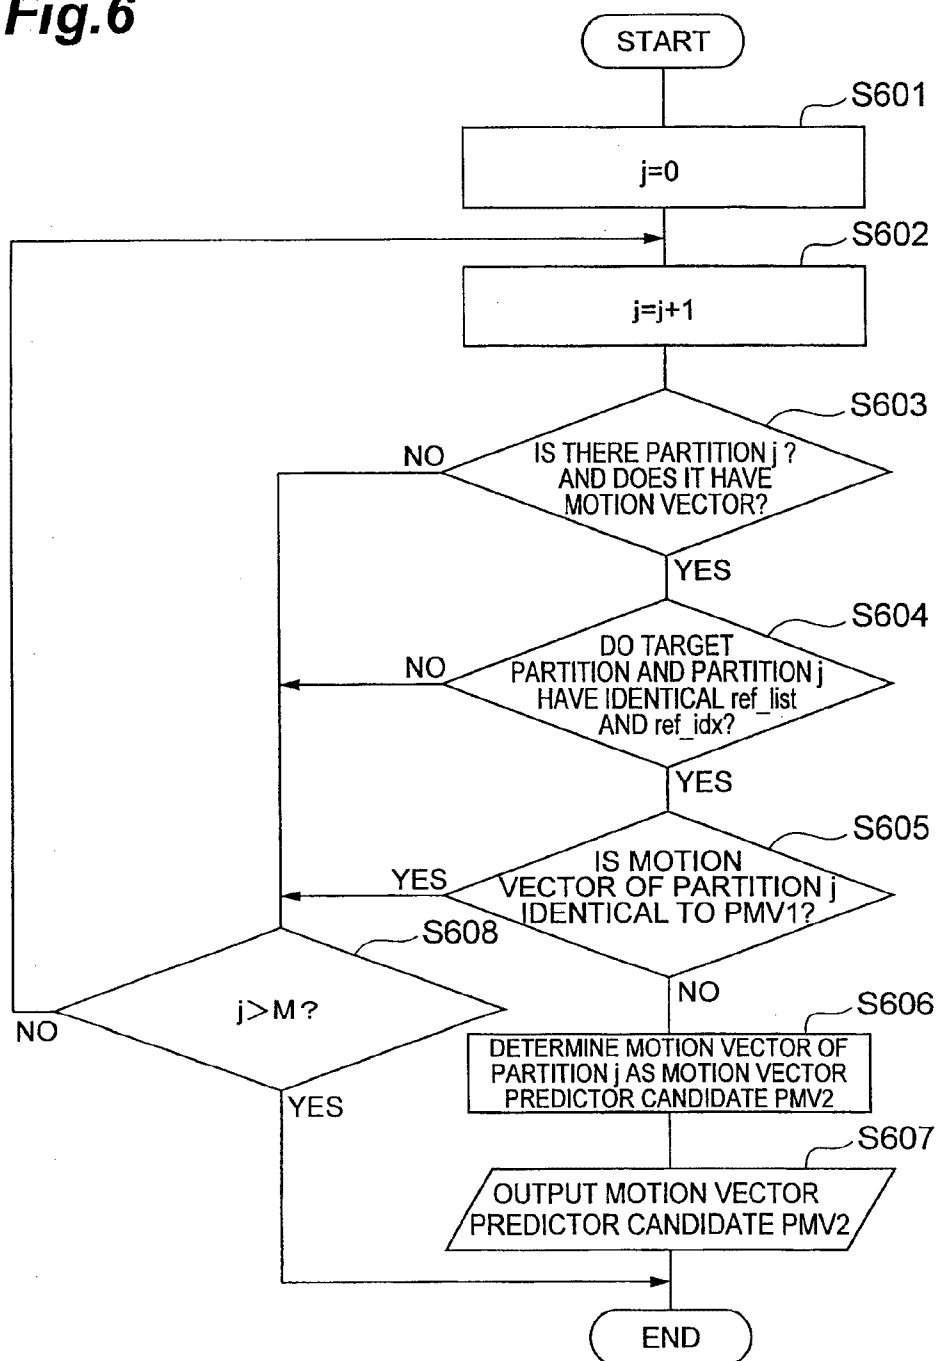 Fig.6
START
S601
j=0
S602
j=j+1
S603
NO
IS THERE PARTITION j ?
AND DOES IT HAVE
MOTION VECTOR?
YES
S604
NO
DO TARGET
PARTITION AND PARTITION j
HAVE IDENTICAL ref_list
AND ref_idx?
YES
S605
YES
IS MOTION
VECTOR OF PARTITION j
IDENTICAL TO PMV1?
S608
NO
j>M ?
NO
S606
DETERMINE MOTION VECTOR OF
PARTITION j AS MOTION VECTOR
PREDICTOR CANDIDATE PMV2
YES
S607
OUTPUT MOTION VECTOR
PREDICTOR CANDIDATE PMV2
END